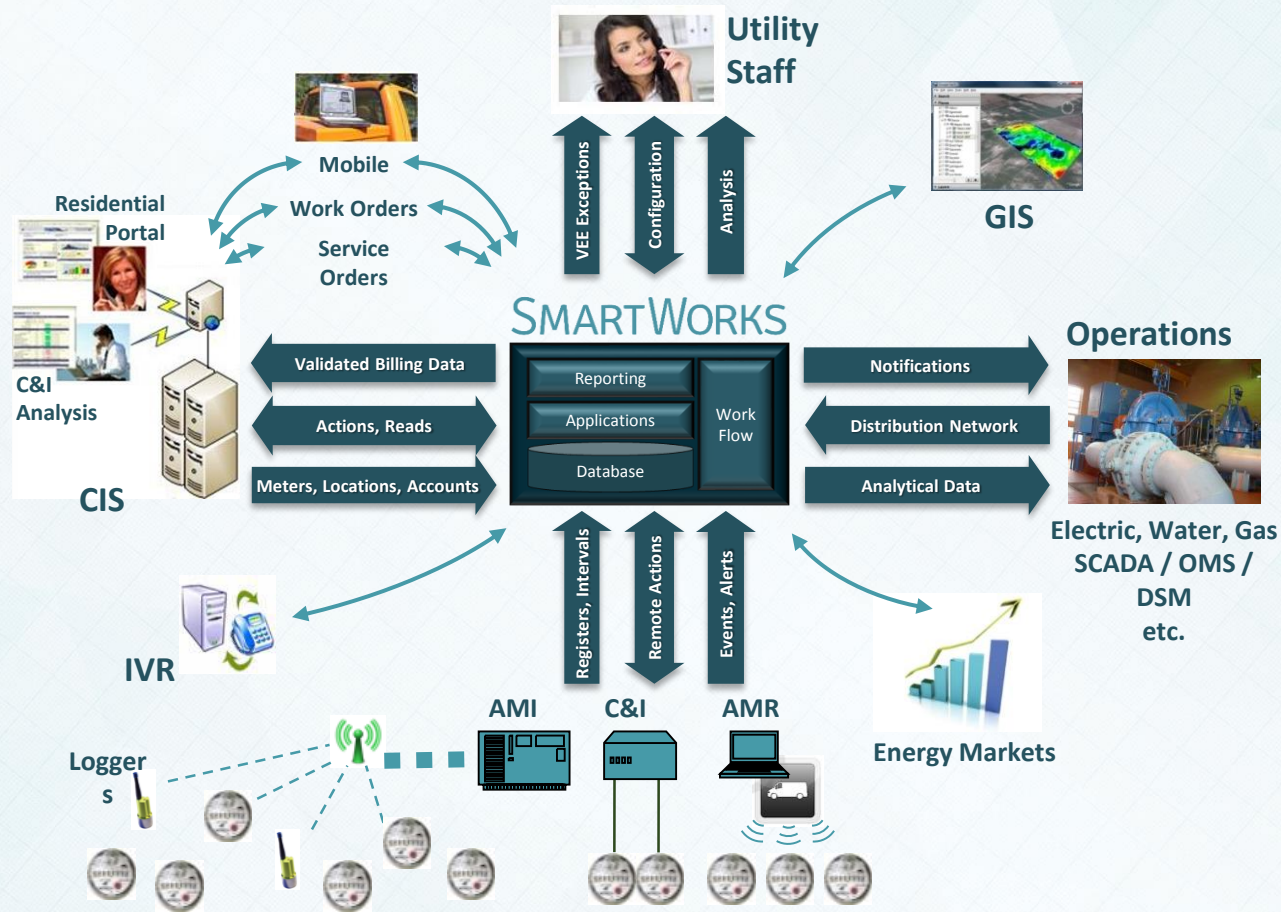 Utility
Staff
VEE Exceptions
Configuration
Analysis
Mobile
Work Orders
Service
Orders
GIS
Residential
Portal
C&I
Analysis
CIS
SMARTWORKS
Reporting
Applications
Database
Work
Flow
Validated Billing Data
Actions, Reads
Meters, Locations, Accounts
Notifications
Distribution Network
Analytical Data
Operations
Electric, Water, Gas
SCADA / OMS /
DSM
etc.
IVR
Registers, Intervals
Remote Actions
Events, Alerts
Energy Markets
AMI
C&I
AMR
Logger
s